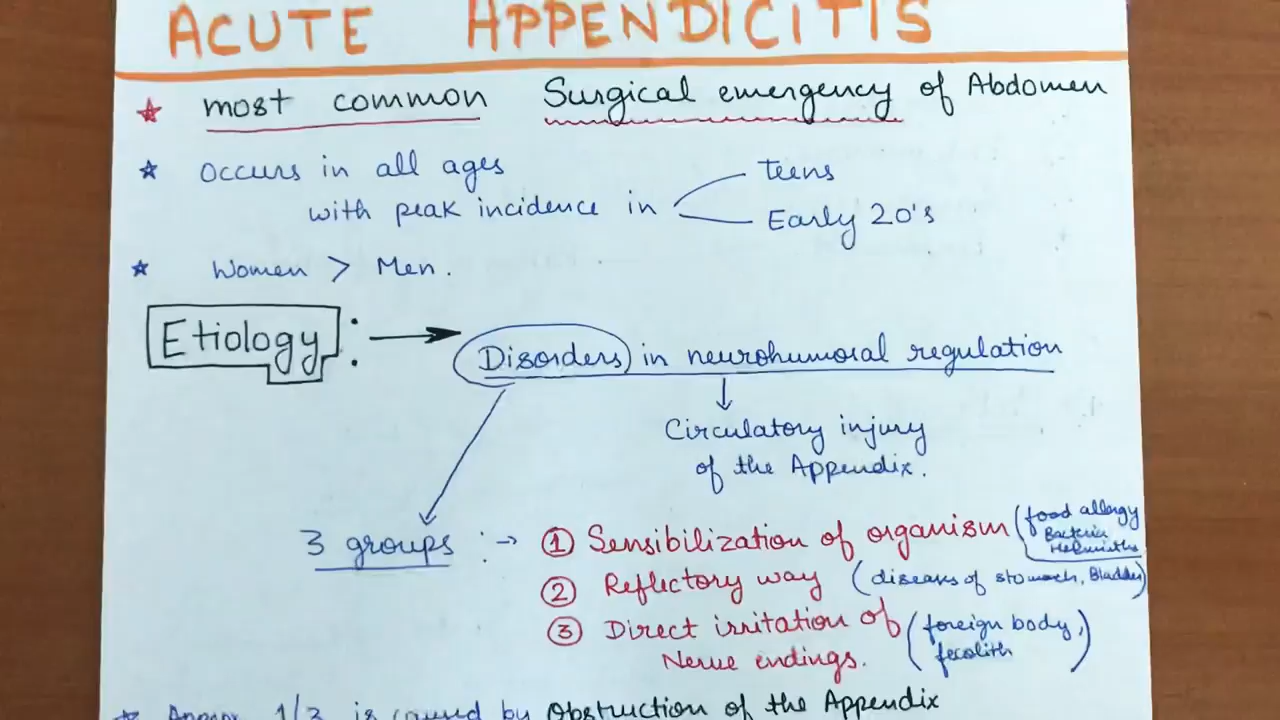 ACUTE APPENDICITIS
☆ most common Surgical emergency of Abdomen
☆ Occurs in all ages
with peak incidence in
Teens
Early 20's
☆ Women > Men.
Etiology : → Disorders in neurohumoral regulation
↓
Circulatory injury
of the Appendix.
3 groups :→ ① Sensibilization of organism (food allergy
Bacteria
Helminths
② Reflectory way (diseases of stomach, Bladder)
③ Direct irritation of (foreign body,
Nerve endings. fecolith)
☆ Approx 1/3 is caused by Obstruction of the Appendix